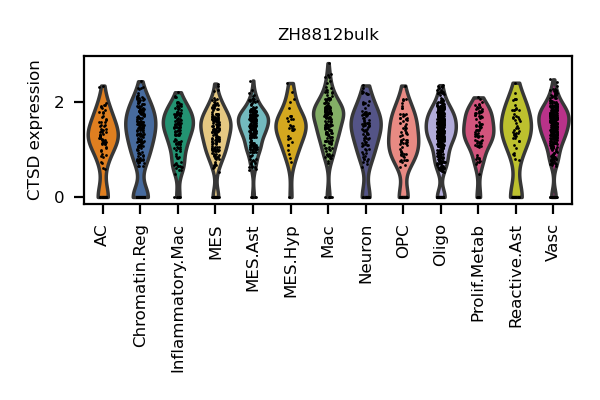 ZH8812bulk
CTSD expression
2
0
AC
Chromatin.Reg
Inflammatory.Mac
MES
MES.Ast
MES.Hyp
Mac
Neuron
OPC
Oligo
Prolif.Metab
Reactive.Ast
Vasc